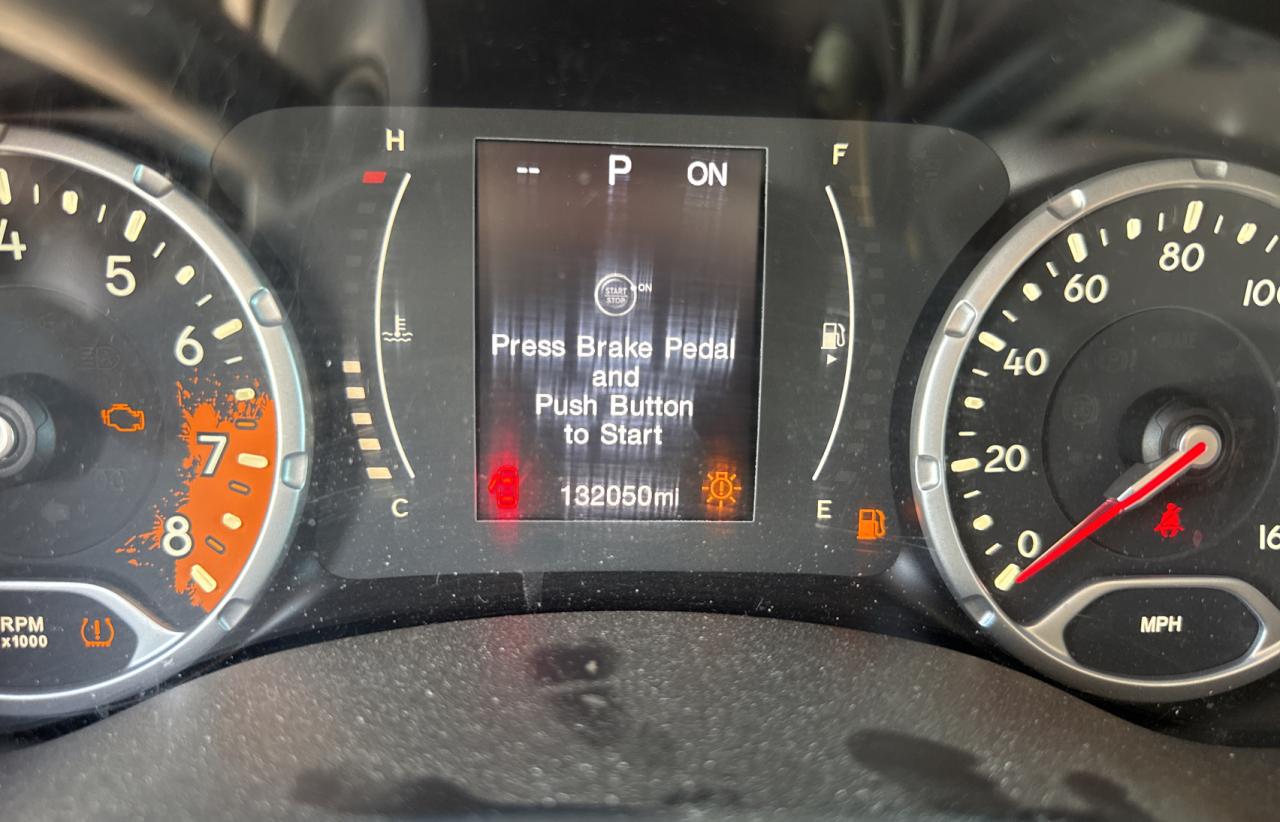 H
F
-- P ON
START
STOP
ON
Press Brake Pedal
and
Push Button
to Start
132050mi
C
E
4
5
6
7
8
RPM
x1000
0
20
40
60
80
MPH